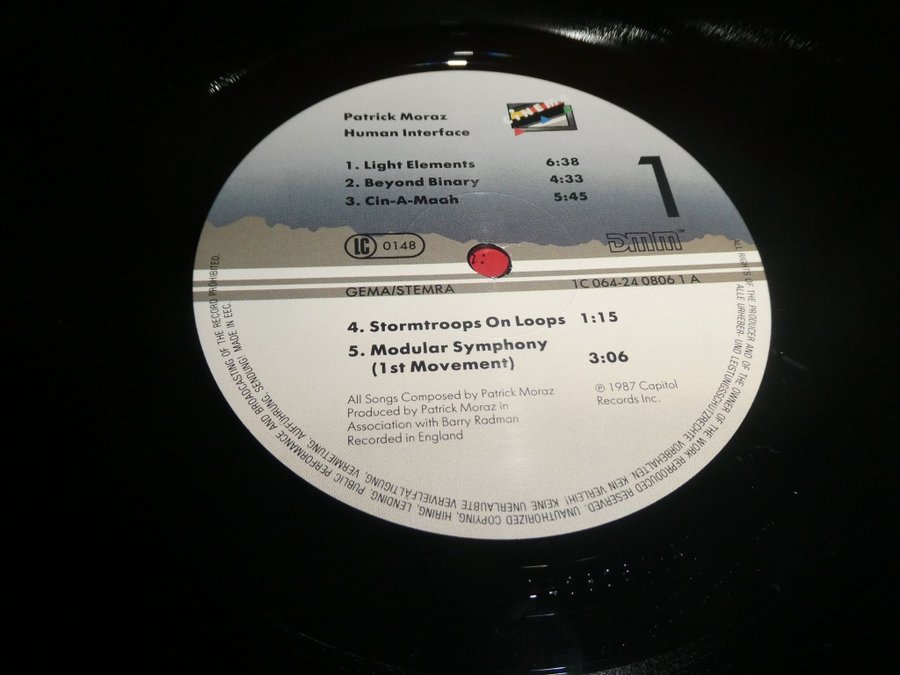 Patrick Moraz
Human Interface
1. Light Elements 6:38
2. Beyond Binary 4:33
3. Cin-A-Maah 5:45
1
LC 0148
DMM™
GEMA/STEMRA
1C 064-24 0806 1 A
4. Stormtroops On Loops 1:15
5. Modular Symphony
(1st Movement) 3:06
All Songs Composed by Patrick Moraz
Produced by Patrick Moraz in
Association with Barry Radman
Recorded in England
℗ 1987 Capitol
Records Inc.
ALL RIGHTS OF THE PRODUCER AND OF THE OWNER OF THE WORK REPRODUCED RESERVED. UNAUTHORIZED COPYING, HIRING, LENDING, PUBLIC PERFORMANCE AND BROADCASTING OF THE RECORD PROHIBITED.
ALLE URHEBER- UND LEISTUNGSSCHUTZRECHTE VORBEHALTEN KEIN VERLEIH! KEINE UNERLAUBTE VERVIELFÄLTIGUNG, VERMIETUNG, AUFFÜHRUNG, SENDUNG! MADE IN EEC.